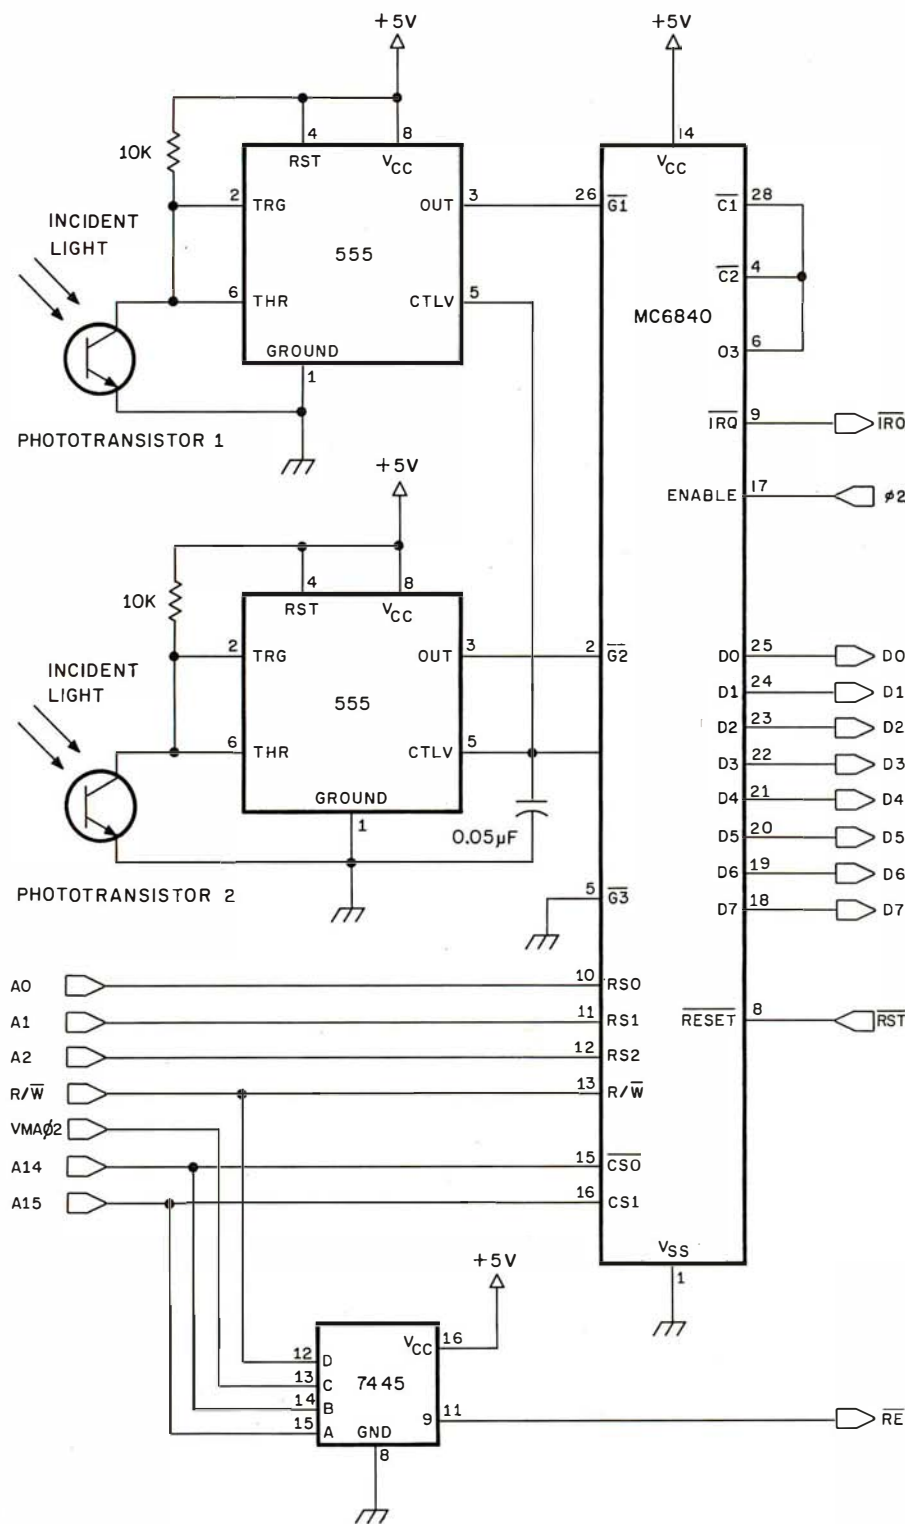 +5V
+5V
4
8
14
10K
RST
VCC
VCC
2
TRG
OUT
3
26
G1
C1
28
INCIDENT
LIGHT
555
C2
4
6
THR
CTLV
5
MC6840
GROUND
O3
6
1
PHOTOTRANSISTOR 1
IRQ
9
IRQ
+5V
ENABLE
17
ø2
4
8
10K
RST
VCC
2
TRG
OUT
3
2
G2
D0
25
D0
INCIDENT
LIGHT
D1
24
D1
555
D2
23
D2
6
THR
CTLV
5
D3
22
D3
GROUND
D4
21
D4
1
0.05µF
D5
20
D5
D6
19
D6
PHOTOTRANSISTOR 2
5
G3
D7
18
D7
A0
10
RS0
A1
11
RS1
RESET
8
RST
A2
12
RS2
R/W
13
R/W
VMAø2
A14
15
CS0
A15
16
CS1
VSS
+5V
1
VCC
16
12
D
13
C
7445
14
B
9
11
RE
15
A
GND
8